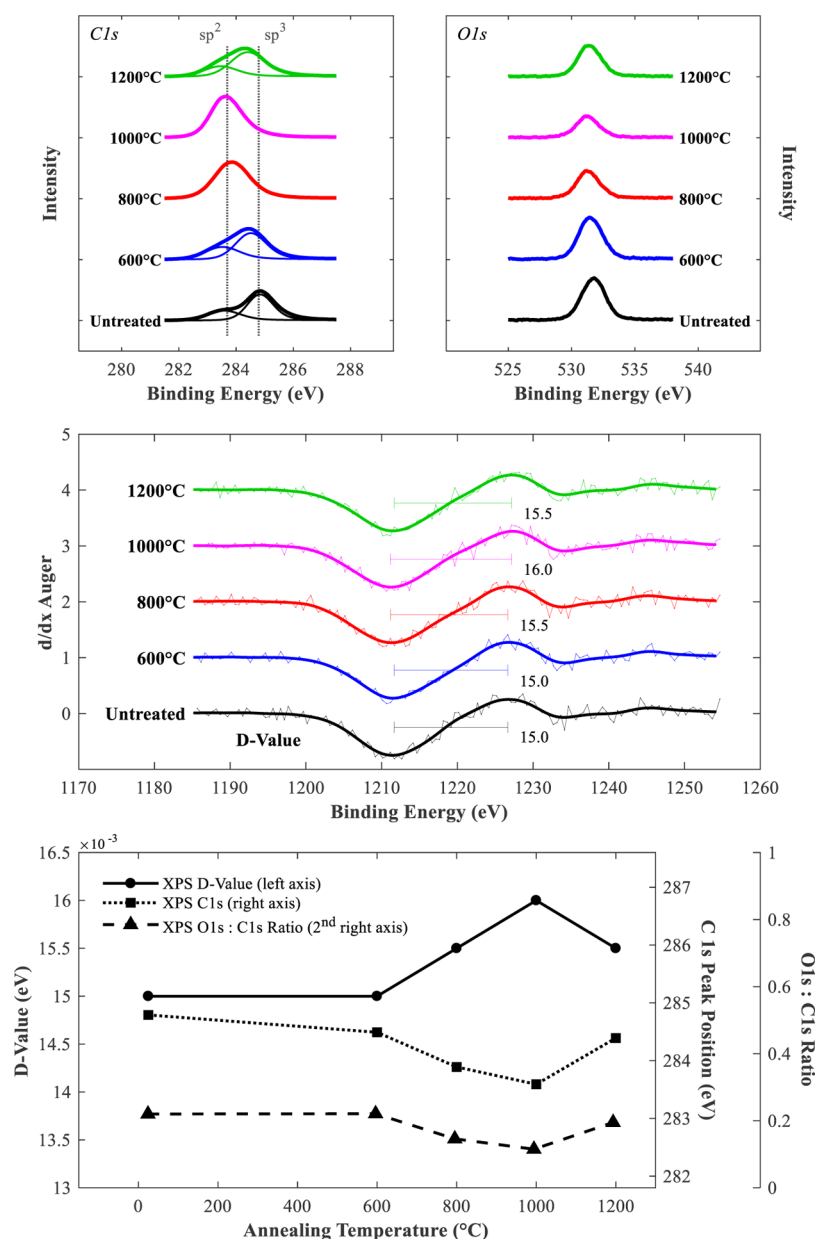 C1s
sp2
sp3
1200°C
1000°C
800°C
600°C
Untreated
Intensity
280
282
284
286
288
Binding Energy (eV)
O1s
1200°C
1000°C
800°C
600°C
Untreated
Intensity
525
530
535
540
Binding Energy (eV)
5
4
3
2
1
0
d/dx Auger
1200°C
15.5
1000°C
16.0
800°C
15.5
600°C
15.0
Untreated
D-Value
15.0
1170
1180
1190
1200
1210
1220
1230
1240
1250
1260
Binding Energy (eV)
×10-3
16.5
16
15.5
15
14.5
14
13.5
13
D-Value (eV)
XPS D-Value (left axis)
XPS C1s (right axis)
XPS O1s : C1s Ratio (2nd right axis)
287
286
285
284
283
282
C 1s Peak Position (eV)
(eV)
1
0.8
0.6
0.4
0.2
0
O1s : C1s Ratio
0
200
400
600
800
1000
1200
Annealing Temperature (°C)